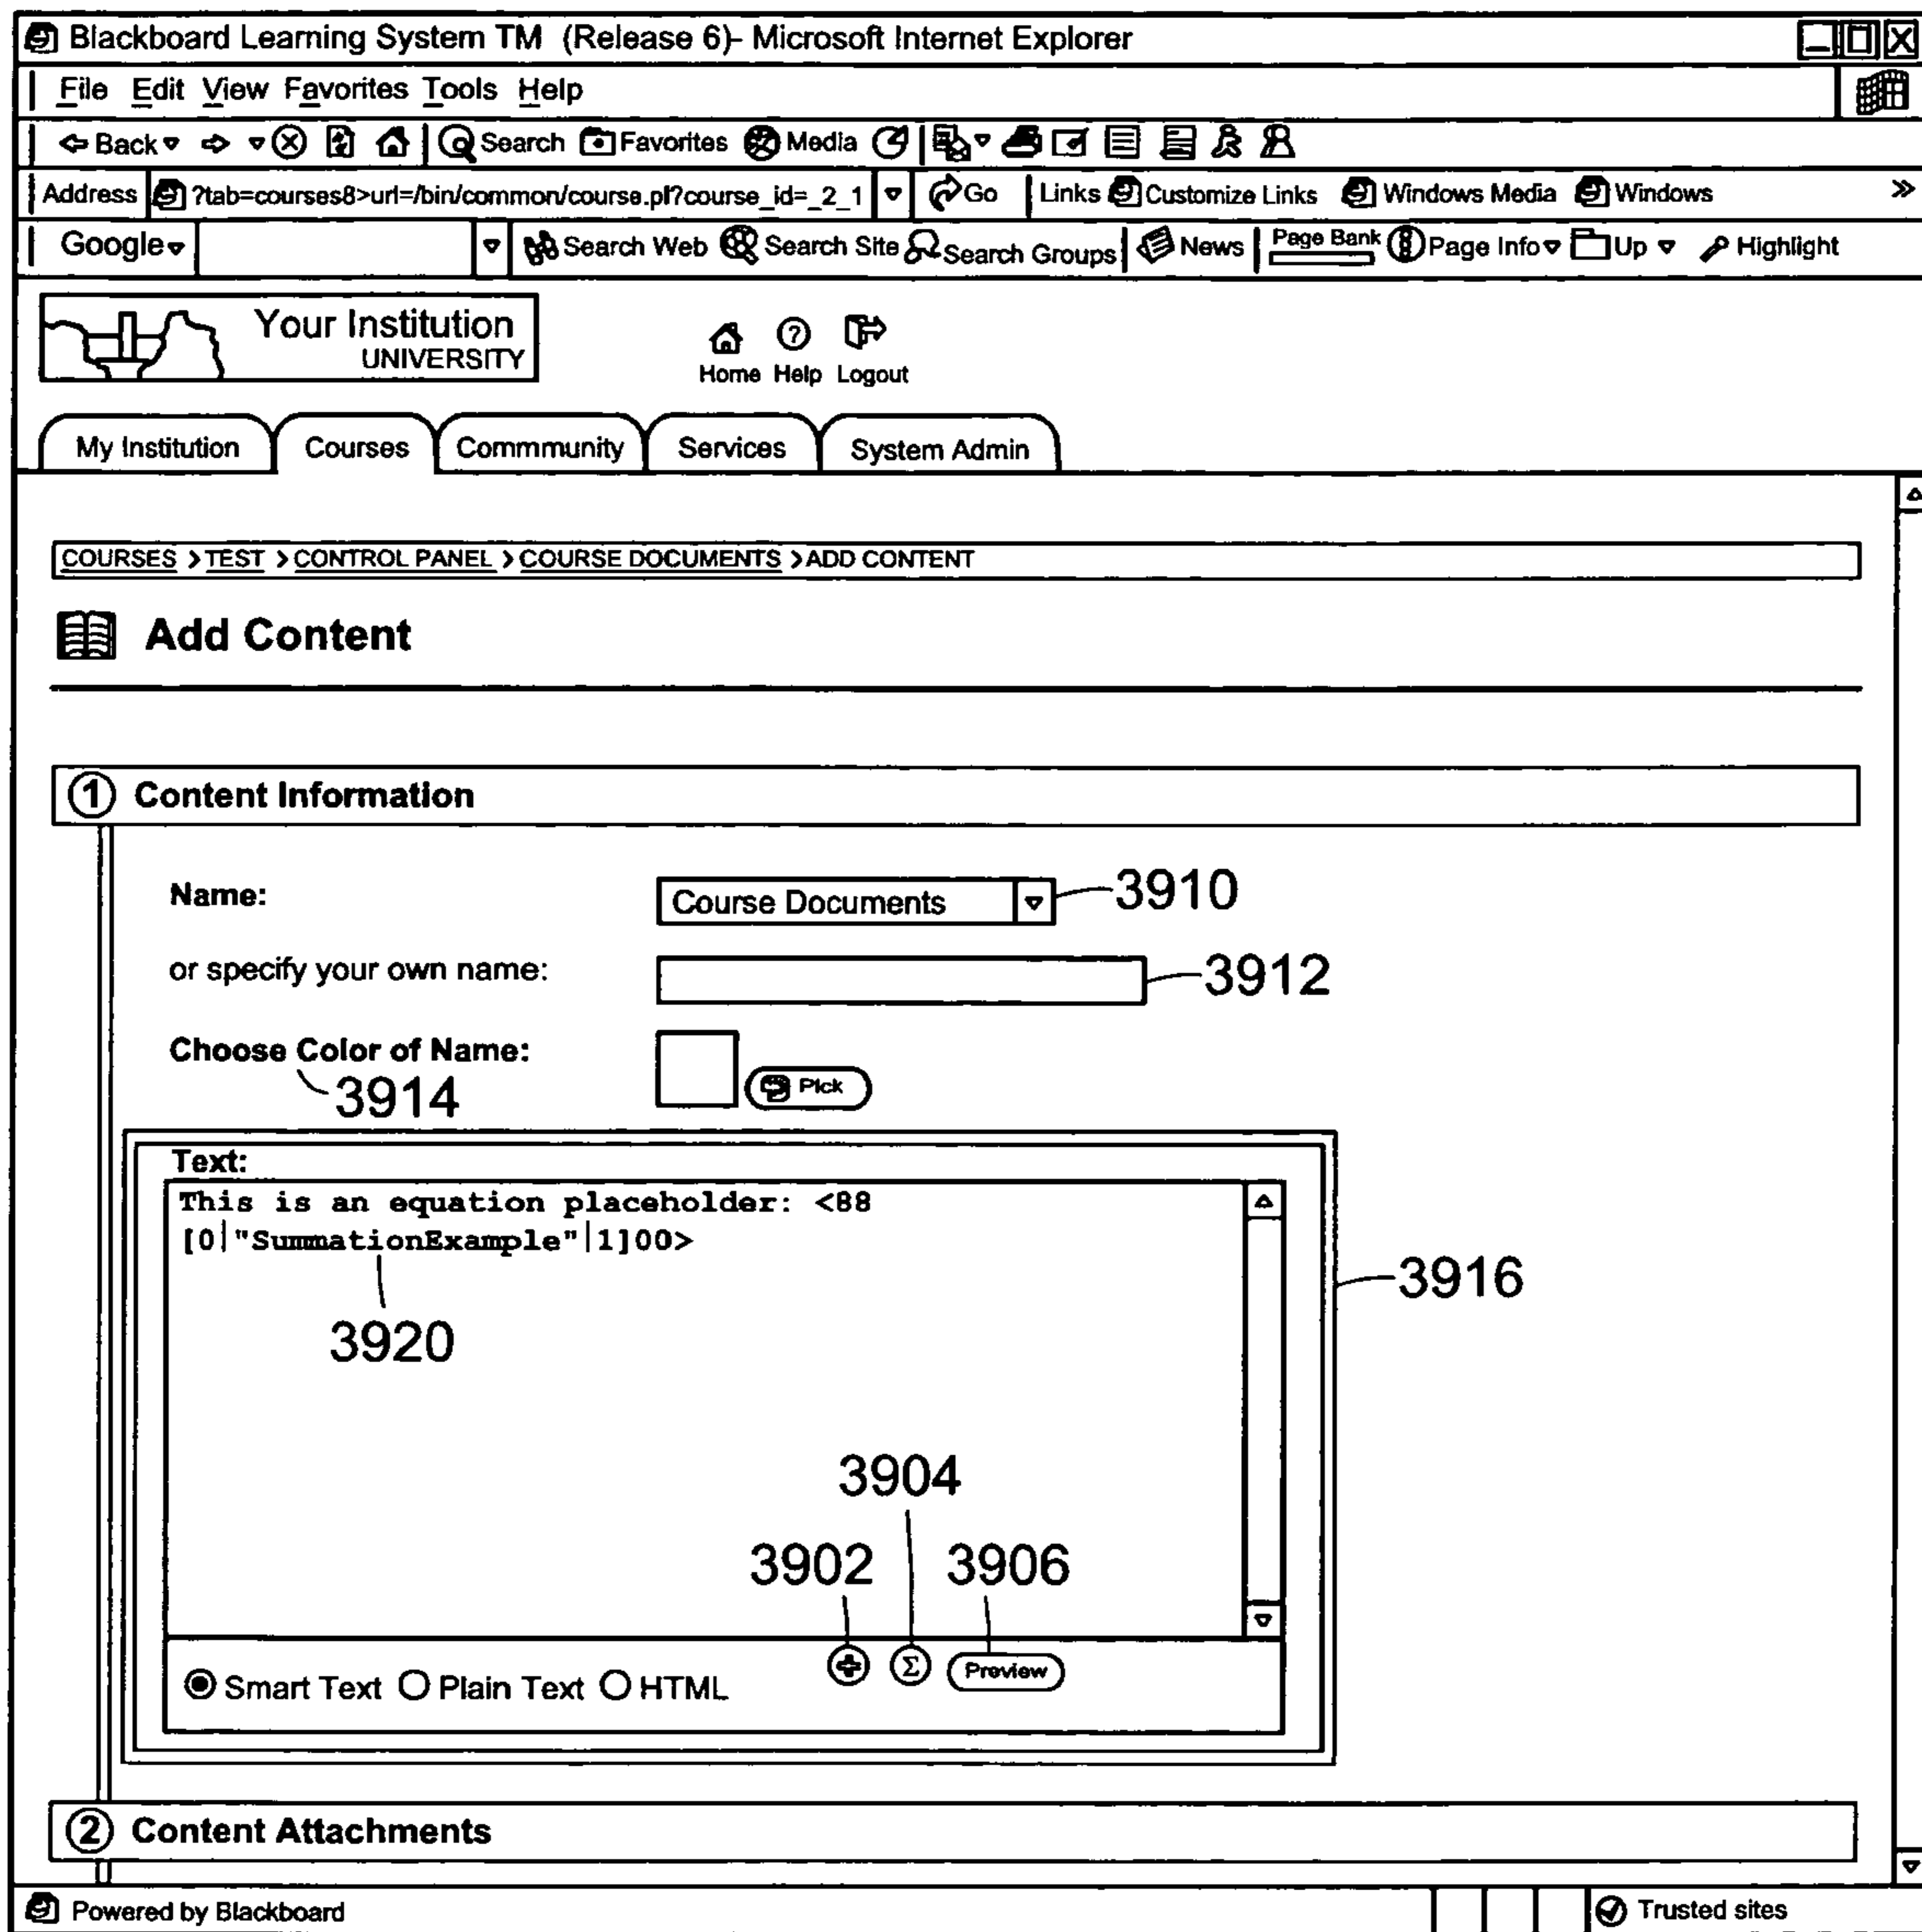 Blackboard Learning System TM (Release 6)- Microsoft Internet Explorer
File Edit View Favorites Tools Help
Back Search Favorites Media
Address ?tab=courses8>url=/bin/common/course.pl?course_id=_2_1 Go Links Customize Links Windows Media Windows »
Google Search Web Search Site Search Groups News Page Bank Page Info Up Highlight
Your Institution
UNIVERSITY
Home Help Logout
My Institution Courses Commmunity Services System Admin
COURSES > TEST > CONTROL PANEL > COURSE DOCUMENTS >ADD CONTENT
Add Content
1 Content Information
Name: Course Documents 3910
or specify your own name: 3912
Choose Color of Name: Pick
3914
Text:
This is an equation placeholder: <88
[0|"SummationExample"|1]00>
3916
3920
3904
3902 3906
Smart Text Plain Text HTML Σ Preview
2 Content Attachments
Powered by Blackboard Trusted sites